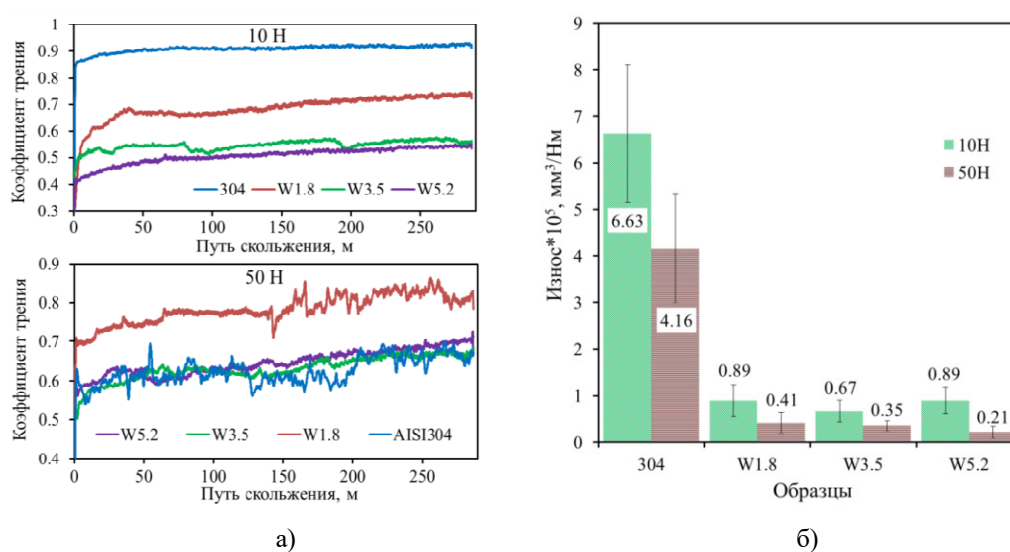 10 Н
Коэффициент трения
1
0.9
0.8
0.7
0.6
0.5
0.4
0.3
304 W1.8 W3.5 W5.2
0 50 100 150 200 250
Путь скольжения, м
50 Н
Коэффициент трения
0.9
0.8
0.7
0.6
0.5
0.4
W5.2 W3.5 W1.8 AISI304
0 50 100 150 200 250
Путь скольжения, м
а)
Износ*10⁵, мм³/Нм
9
8
7
6
5
4
3
2
1
0
10Н
50Н
6.63
4.16
0.89
0.41
0.67
0.35
0.89
0.21
304 W1.8 W3.5 W5.2
Образцы
б)